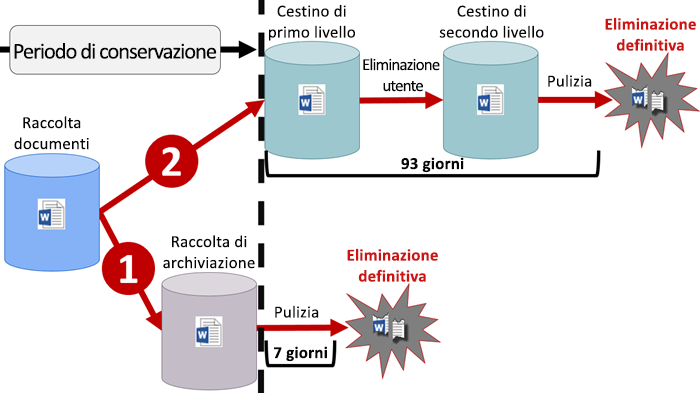 Periodo di conservazione
Cestino di
primo livello
Cestino di
secondo livello
Eliminazione
definitiva
Eliminazione
utente
Pulizia
W
W
W
93 giorni
Raccolta
documenti
W
2
1
Raccolta di
archiviazione
W
Pulizia
7 giorni
Eliminazione
definitiva
W